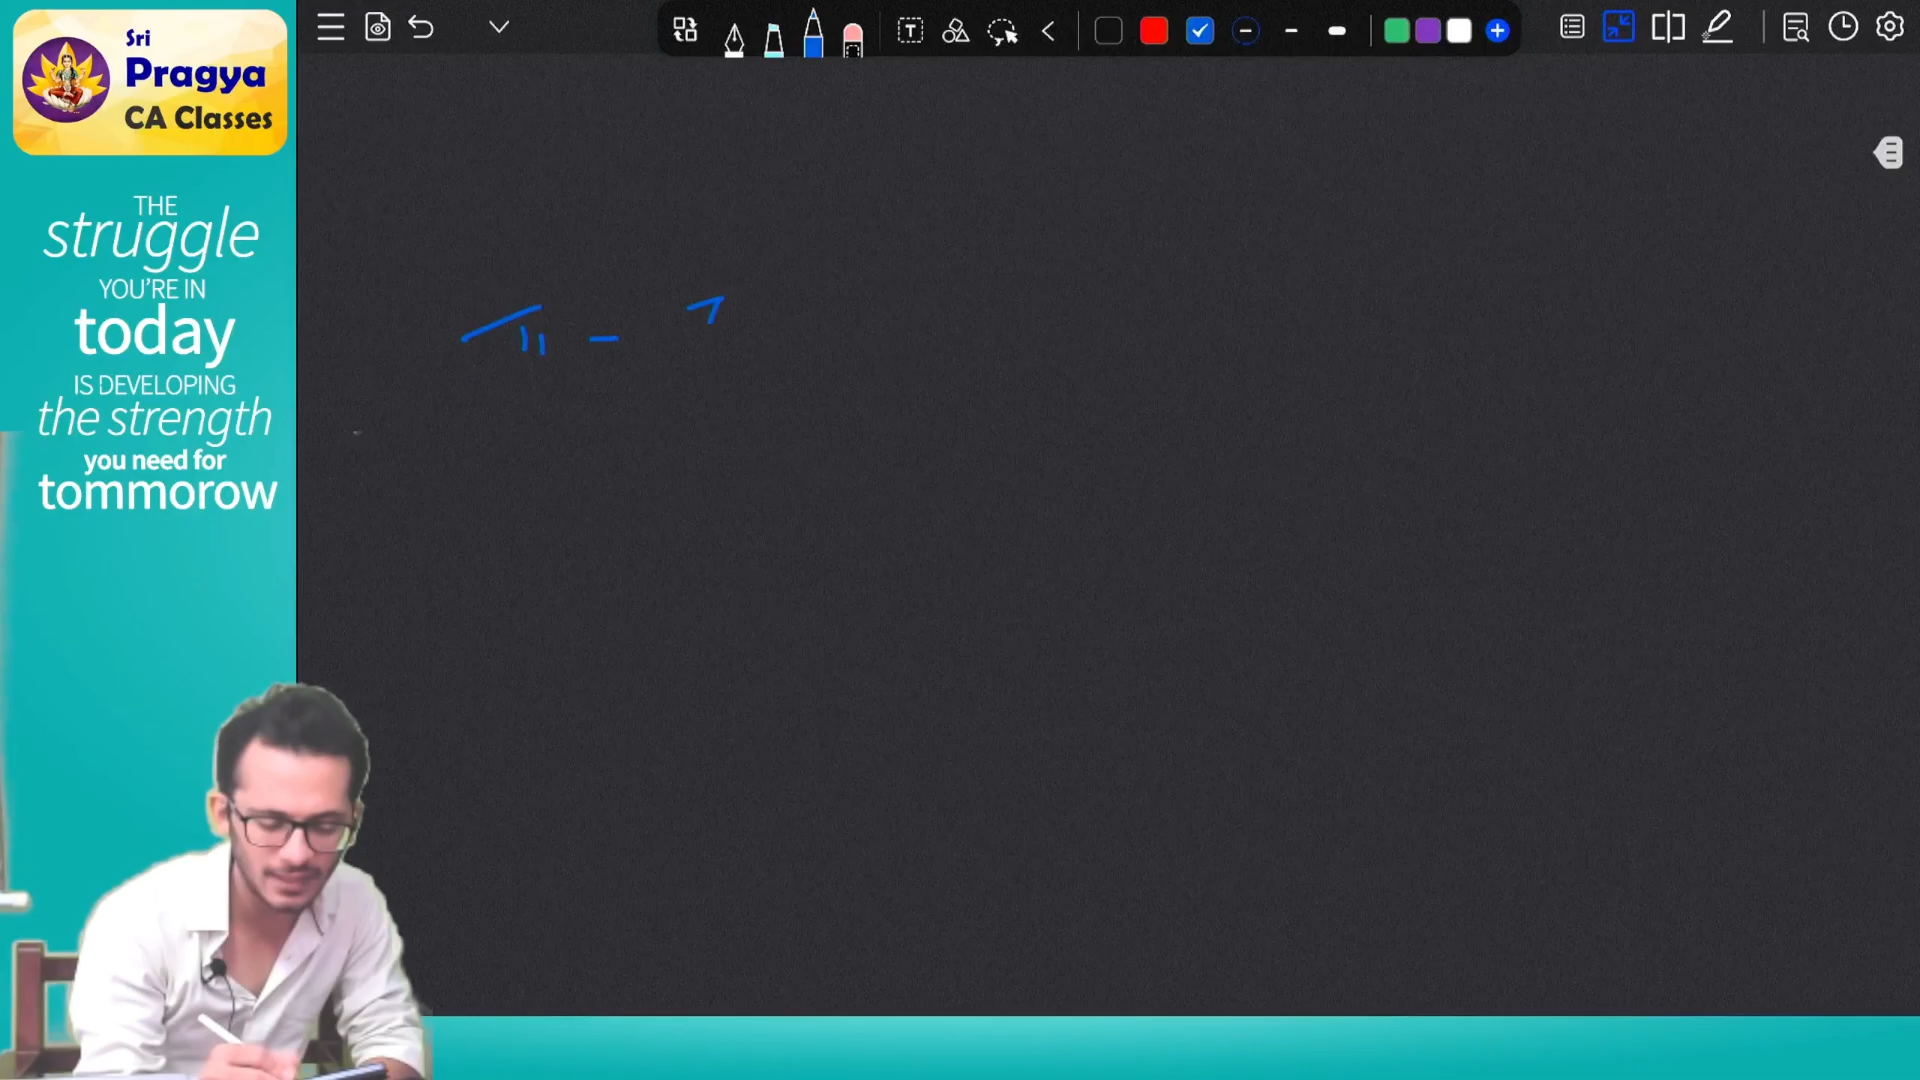 Sri
Pragya
CA Classes
THE
struggle
YOU'RE IN
today
IS DEVELOPING
the strength
you need for
tommorow